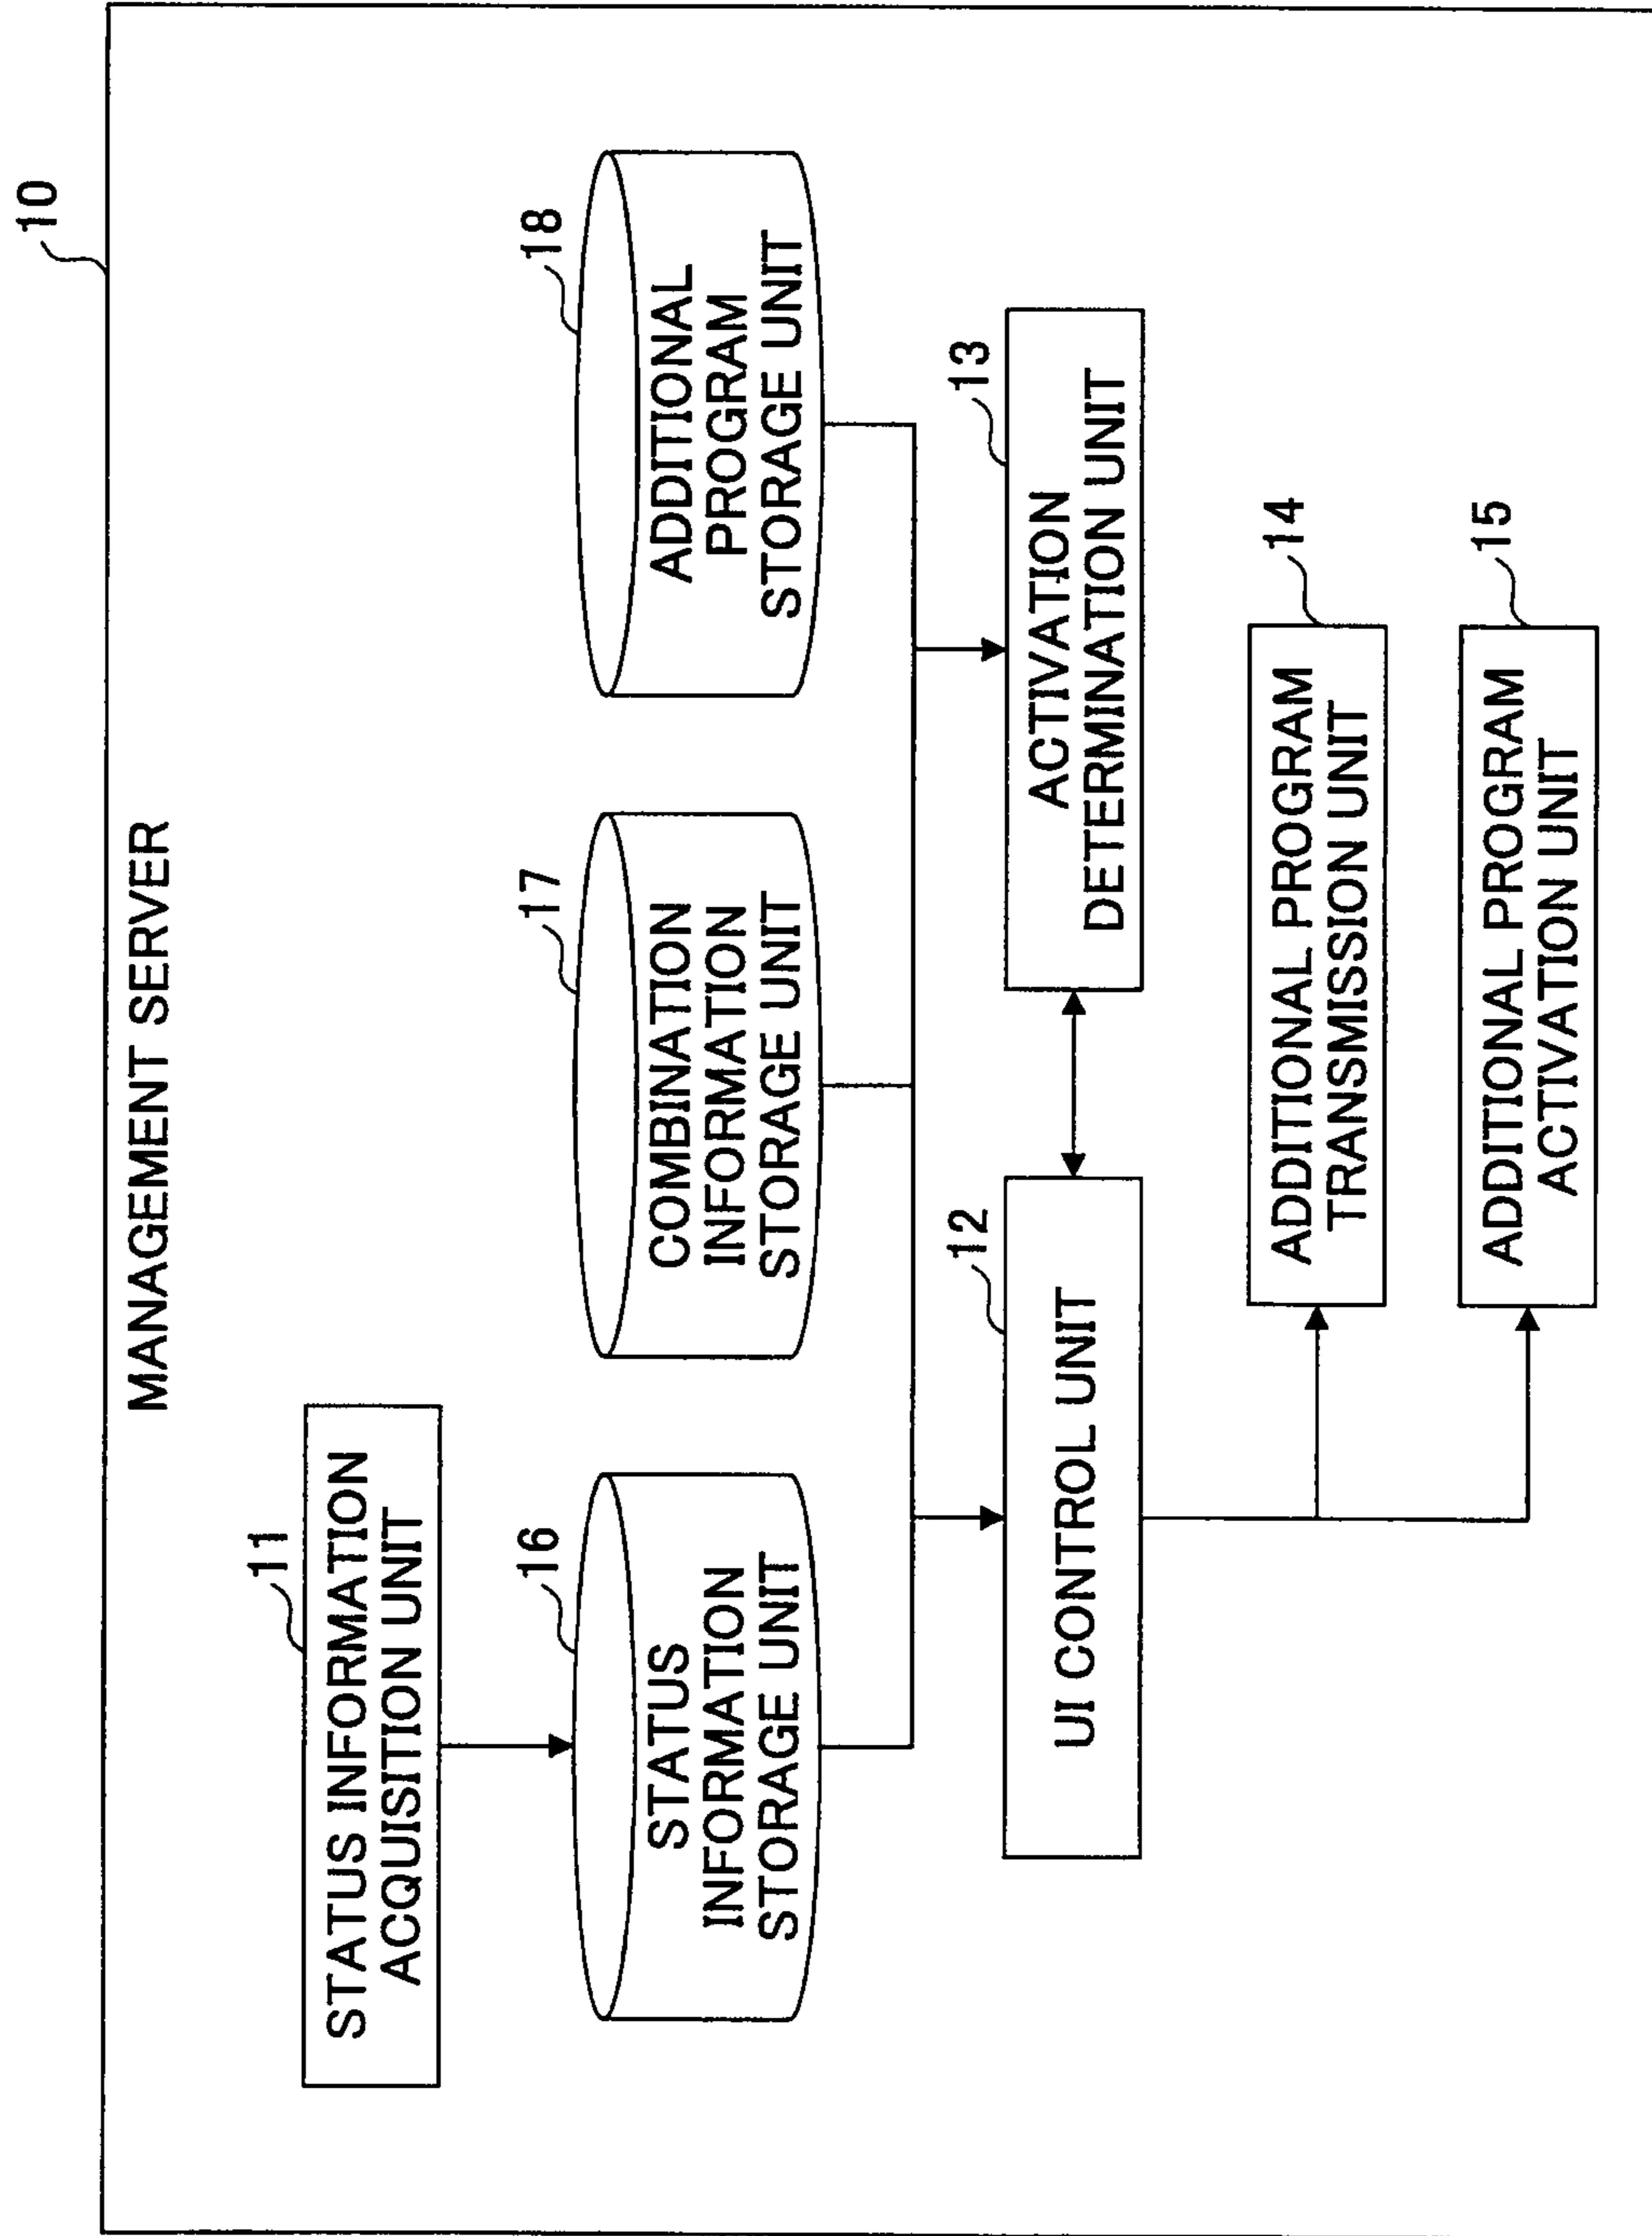 10
MANAGEMENT SERVER
11
STATUS INFORMATION
ACQUISITION UNIT
16
STATUS
INFORMATION
STORAGE UNIT
17
COMBINATION
INFORMATION
STORAGE UNIT
18
ADDITIONAL
PROGRAM
STORAGE UNIT
12
UI CONTROL UNIT
13
ACTIVATION
DETERMINATION UNIT
14
ADDITIONAL PROGRAM
TRANSMISSION UNIT
15
ADDITIONAL PROGRAM
ACTIVATION UNIT